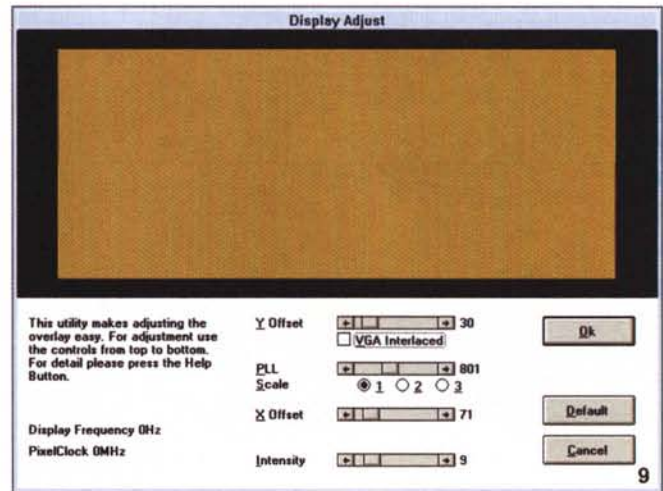 Display Adjust
This utility makes adjusting the
overlay easy. For adjustment use
the controls from top to bottom.
For detail please press the Help
Button.
Display Frequency 0Hz
PixelClock 0MHz
Y Offset 30
VGA Interlaced
PLL 801
Scale 1 2 3
X Offset 71
Intensity 9
Ok
Default
Cancel
9